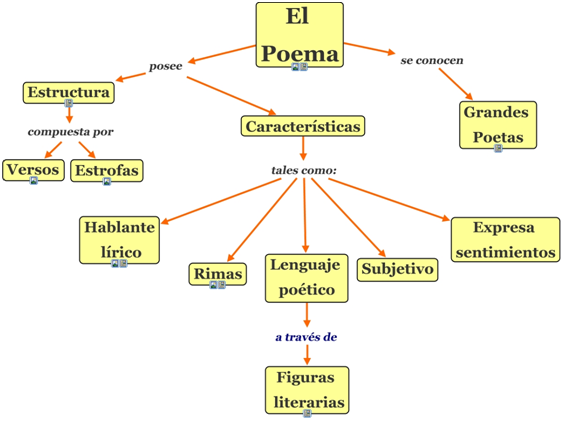 El
Poema
posee
se conocen
Estructura
Grandes
Poetas
Características
compuesta por
Versos
Estrofas
tales como:
Hablante
lírico
Rimas
Lenguaje
poético
Subjetivo
Expresa
sentimientos
a través de
Figuras
literarias